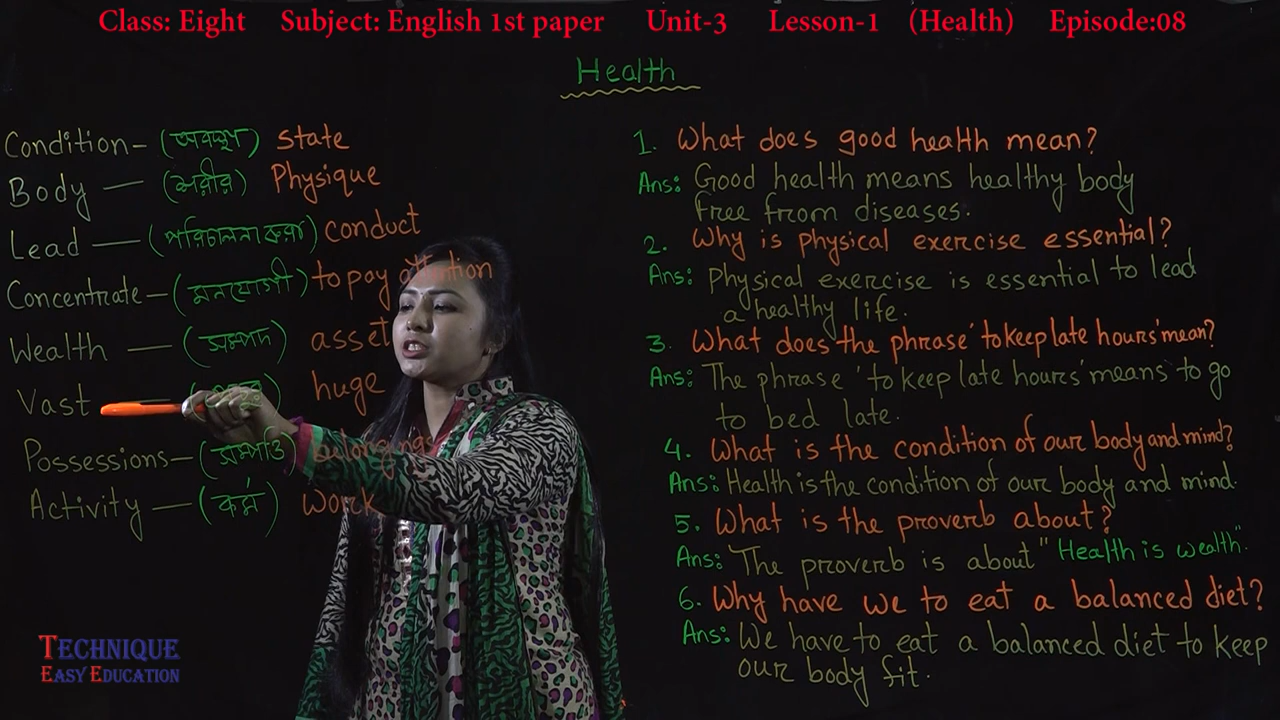 Class: Eight Subject: English 1st paper Unit-3 Lesson-1 (Health) Episode:08
Health
Condition- (অবস্থা) state
Body — (শরীর) Physique
Lead — (পরিচালনা করা) conduct
Concentrate- (মনযোগী) to pay attention
Wealth — (সম্পদ) asset
Vast — huge
Possessions- (সম্পত্তি) belongings
Activity — (কর্ম) work
1. What does good health mean?
Ans: Good health means healthy body
free from diseases.
2. Why is physical exercise essential?
Ans: Physical exercise is essential to lead
a healthy life.
3. What does the phrase 'to keep late hours' mean?
Ans: The phrase 'to keep late hours' means to go
to bed late.
4. What is the condition of our body and mind?
Ans: Health is the condition of our body and mind.
5. What is the proverb about?
Ans: The proverb is about "Health is wealth".
6. Why have we to eat a balanced diet?
Ans: We have to eat a balanced diet to keep
our body fit.
TECHNIQUE
EASY EDUCATION